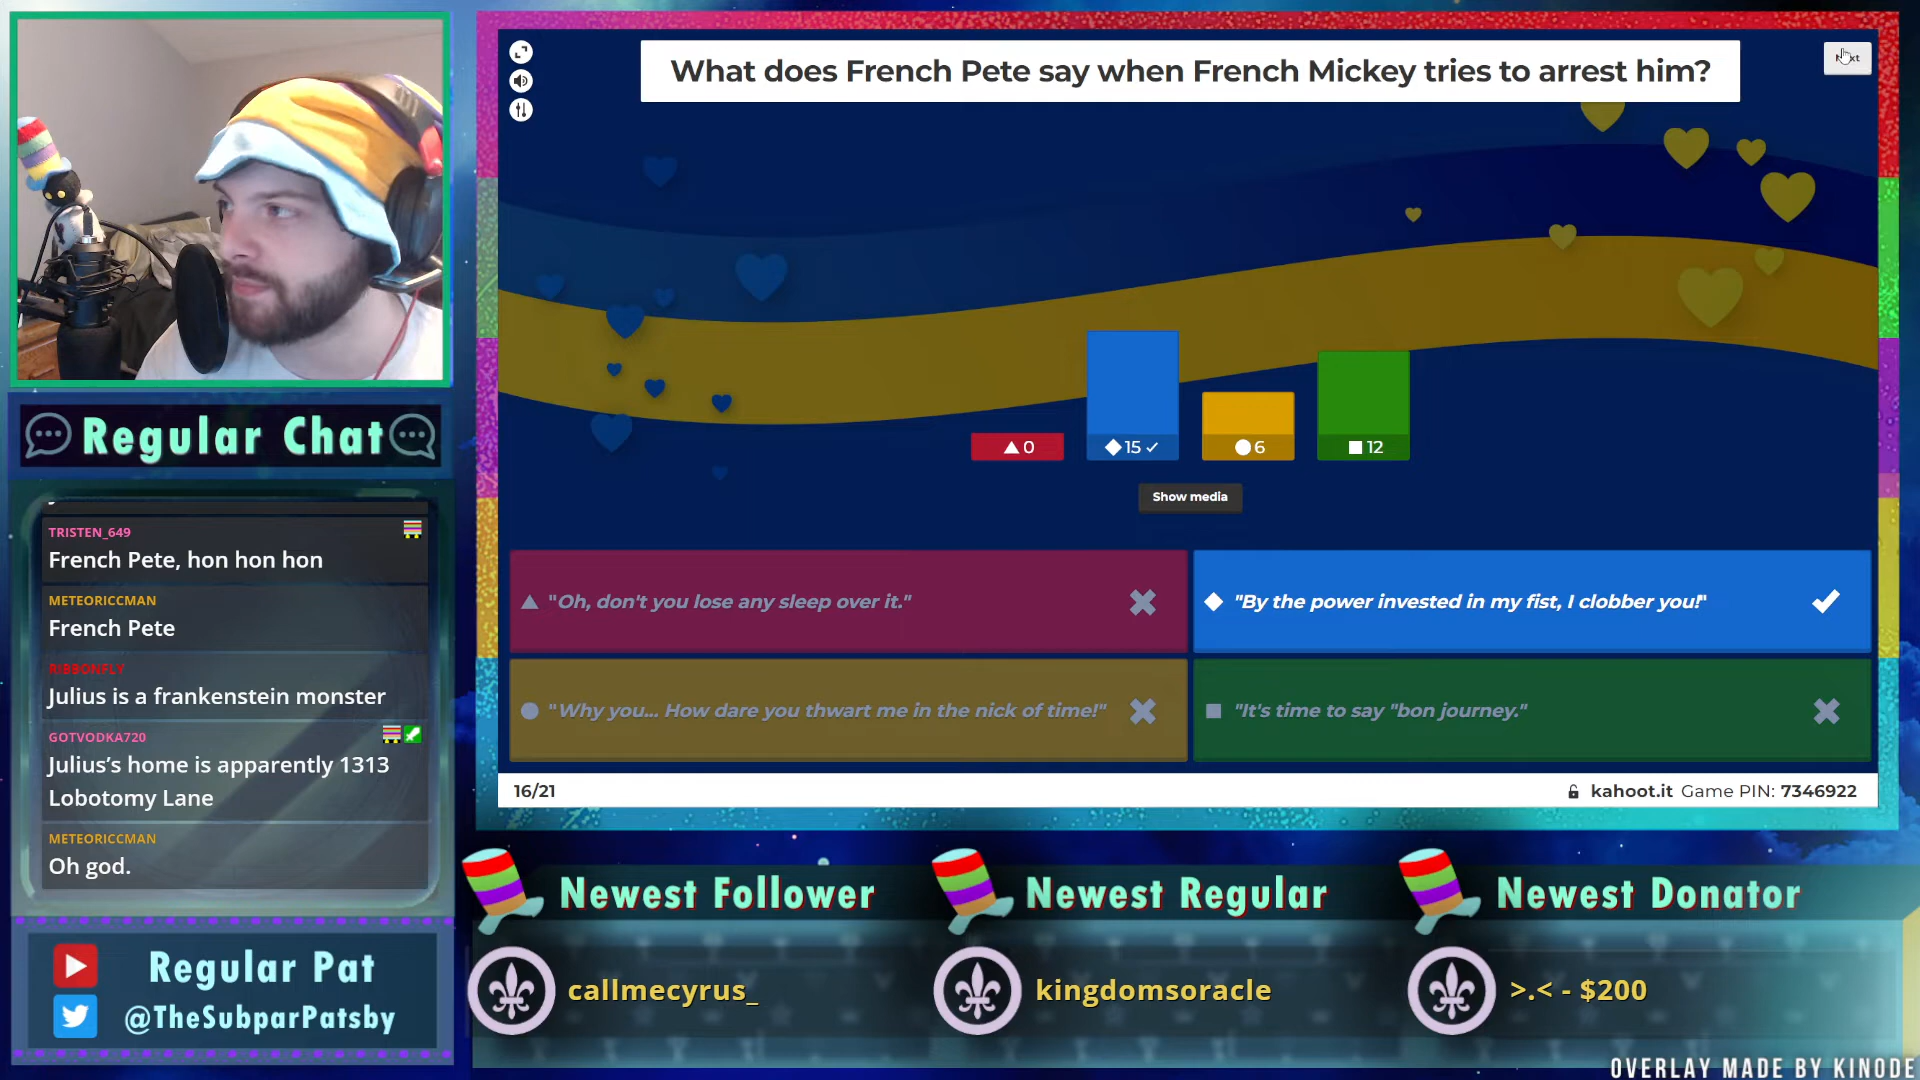 What does French Pete say when French Mickey tries to arrest him?
0
15
6
12
Show media
"Oh, don't you lose any sleep over it."
"By the power invested in my fist, I clobber you!"
"Why you... How dare you thwart me in the nick of time!"
"It's time to say "bon journey."
16/21
kahoot.it Game PIN: 7346922
Regular Chat
TRISTEN_649
French Pete, hon hon hon
METEORICCMAN
French Pete
RIBBONFLY
Julius is a frankenstein monster
GOTVODKA720
Julius's home is apparently 1313
Lobotomy Lane
METEORICCMAN
Oh god.
Regular Pat
@TheSubparPatsby
Newest Follower
callmecyrus_
Newest Regular
kingdomsoracle
Newest Donator
>.< - $200
OVERLAY MADE BY KINODE